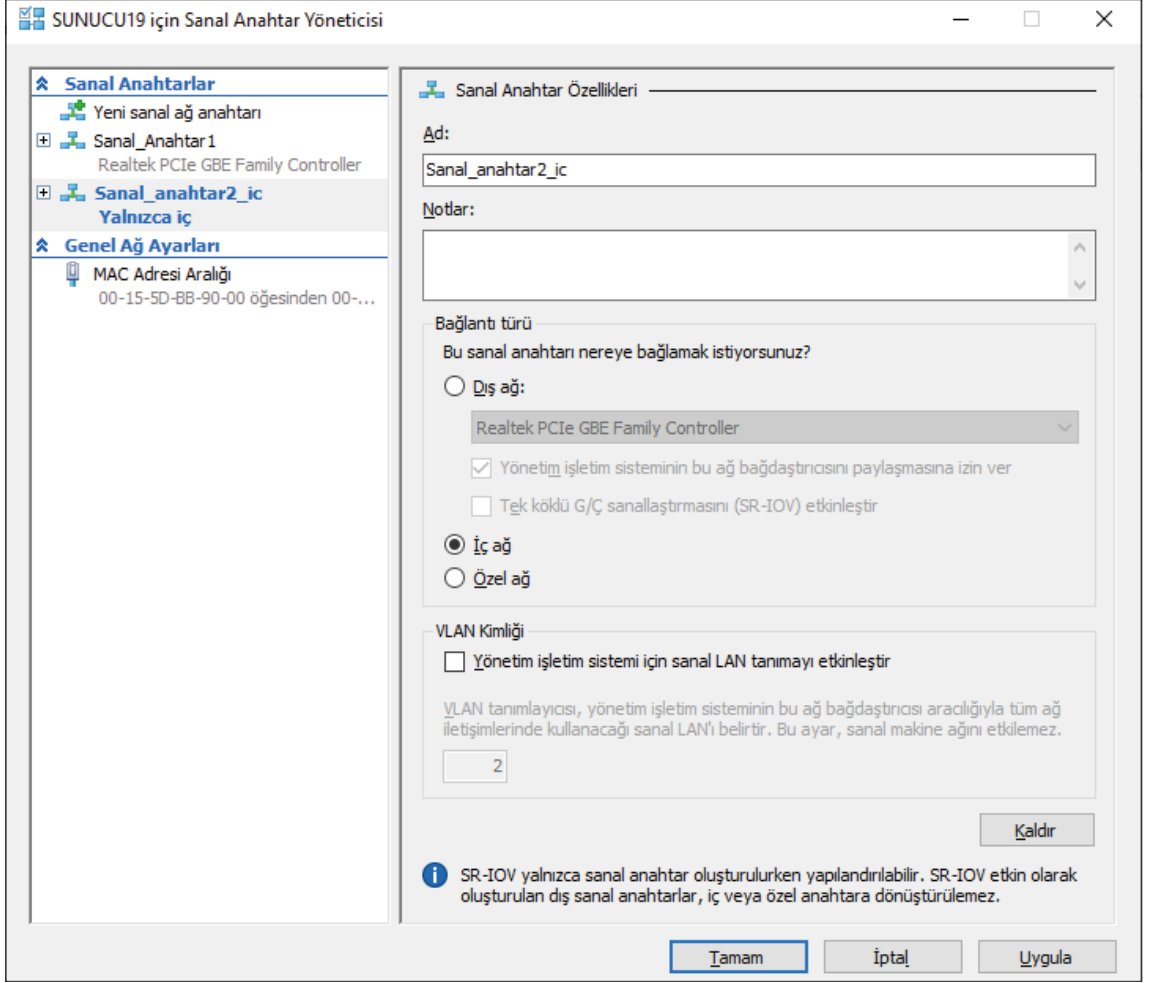 SUNUCU19 için Sanal Anahtar Yöneticisi
Sanal Anahtarlar
Yeni sanal ağ anahtarı
Sanal_Anahtar1
Realtek PCIe GBE Family Controller
Sanal_anahtar2_ic
Yalnızca iç
Genel Ağ Ayarları
MAC Adresi Aralığı
00-15-5D-BB-90-00 öğesinden 00-...
Sanal Anahtar Özellikleri
Ad:
Sanal_anahtar2_ic
Notlar:
Bağlantı türü
Bu sanal anahtarı nereye bağlamak istiyorsunuz?
Dış ağ:
Realtek PCIe GBE Family Controller
Yönetim işletim sisteminin bu ağ bağdaştırıcısını paylaşmasına izin ver
Tek köklü G/Ç sanallaştırmasını (SR-IOV) etkinleştir
İç ağ
Özel ağ
VLAN Kimliği
Yönetim işletim sistemi için sanal LAN tanımayı etkinleştir
VLAN tanımlayıcısı, yönetim işletim sisteminin bu ağ bağdaştırıcısı aracılığıyla tüm ağ
iletişimlerinde kullanacağı sanal LAN'ı belirtir. Bu ayar, sanal makine ağını etkilemez.
2
Kaldır
SR-IOV yalnızca sanal anahtar oluşturulurken yapılandırılabilir. SR-IOV etkin olarak
oluşturulan dış sanal anahtarlar, iç veya özel anahtara dönüştürülemez.
Tamam
İptal
Uygula